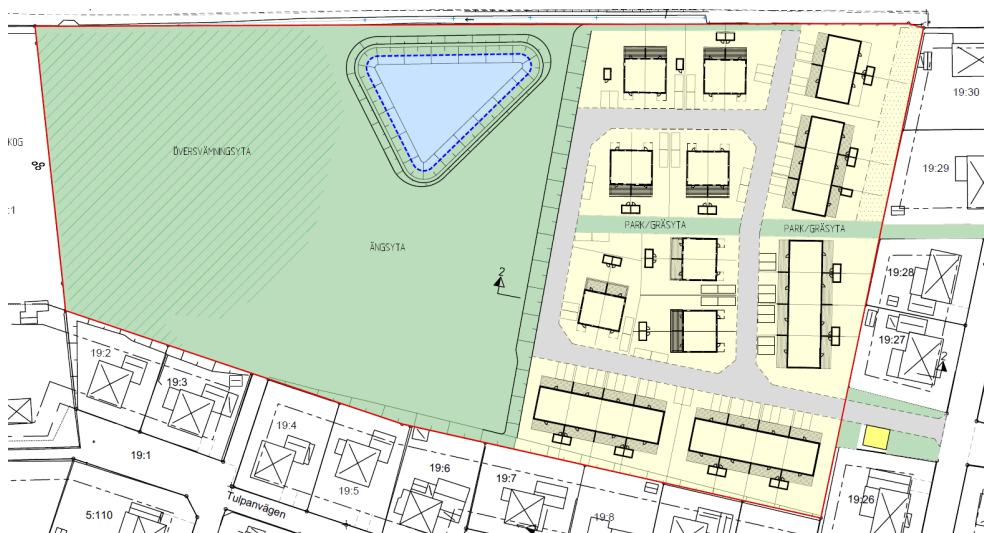 19:30
KOG
ÖVERSVÄMNINGSYTA
19:29
:1
PARK/GRÄSYTA
PARK/GRÄSYTA
ÄNGSYTA
2
19:28
19:27
2
19:2
19:3
19:4
19:1
19:5
19:6
19:7
19:26
Tulpanvägen
5:110
19:8